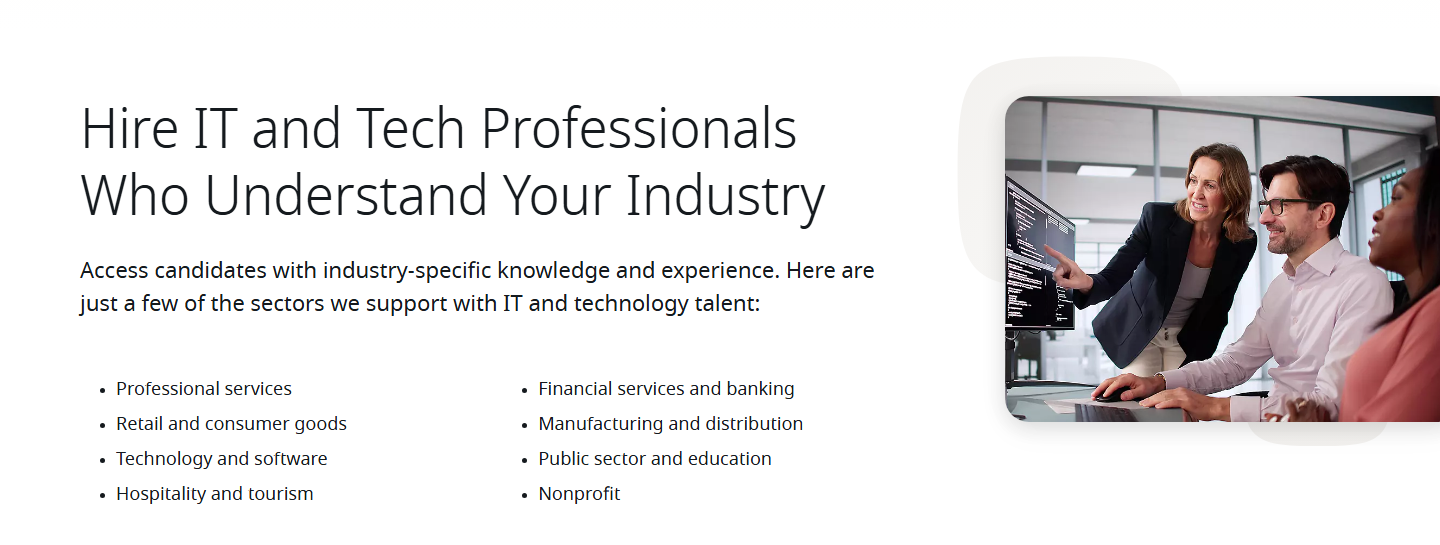 Hire IT and Tech Professionals
Who Understand Your Industry
Access candidates with industry-specific knowledge and experience. Here are
just a few of the sectors we support with IT and technology talent:
• Professional services
• Retail and consumer goods
• Technology and software
• Hospitality and tourism
• Financial services and banking
• Manufacturing and distribution
• Public sector and education
• Nonprofit